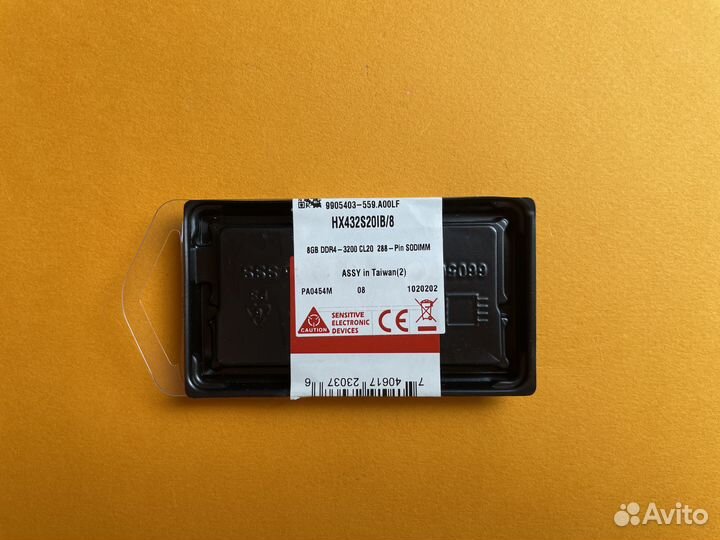 9905403-559.A00LF
HX432S20IB/8
8GB DDR4-3200 CL20 288-Pin SODIMM
ASSY in Taiwan(2)
PA0454M 08 1020202
CAUTION
SENSITIVE
ELECTRONIC
DEVICES
CE
7 40617 23037 6
Avito